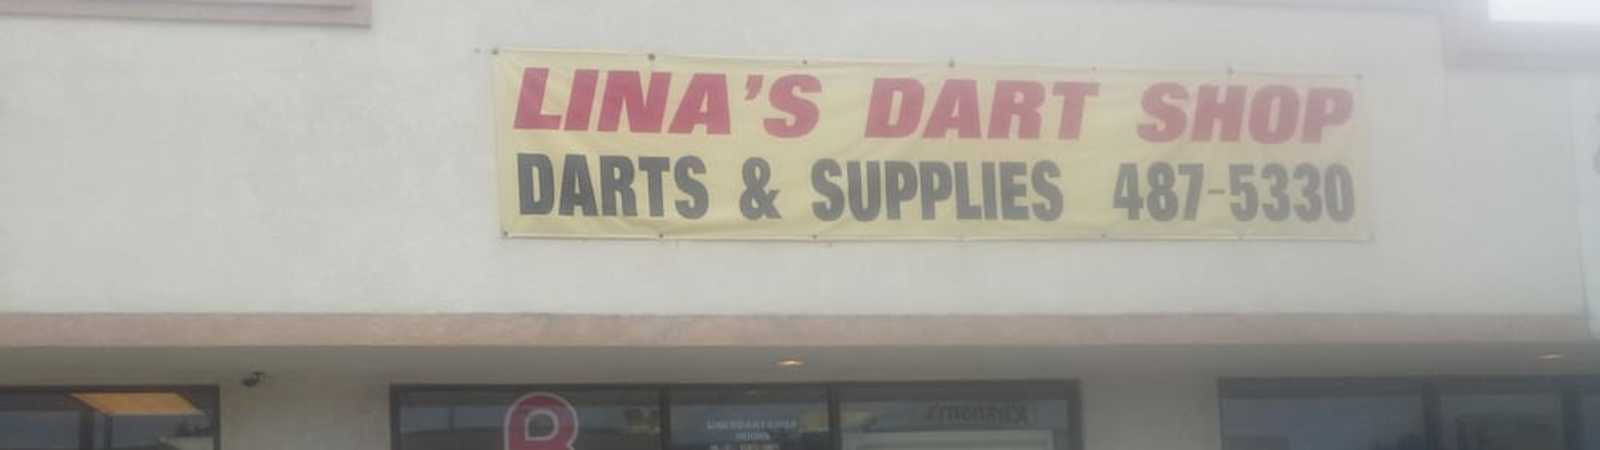 LINA'S DART SHOP
DARTS & SUPPLIES 487-5330